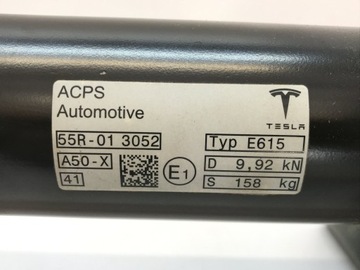 ACPS
Automotive
TESLA
55R-01 3052
Typ E615
A50-X
E1
D 9,92 kN
41
S 158 kg